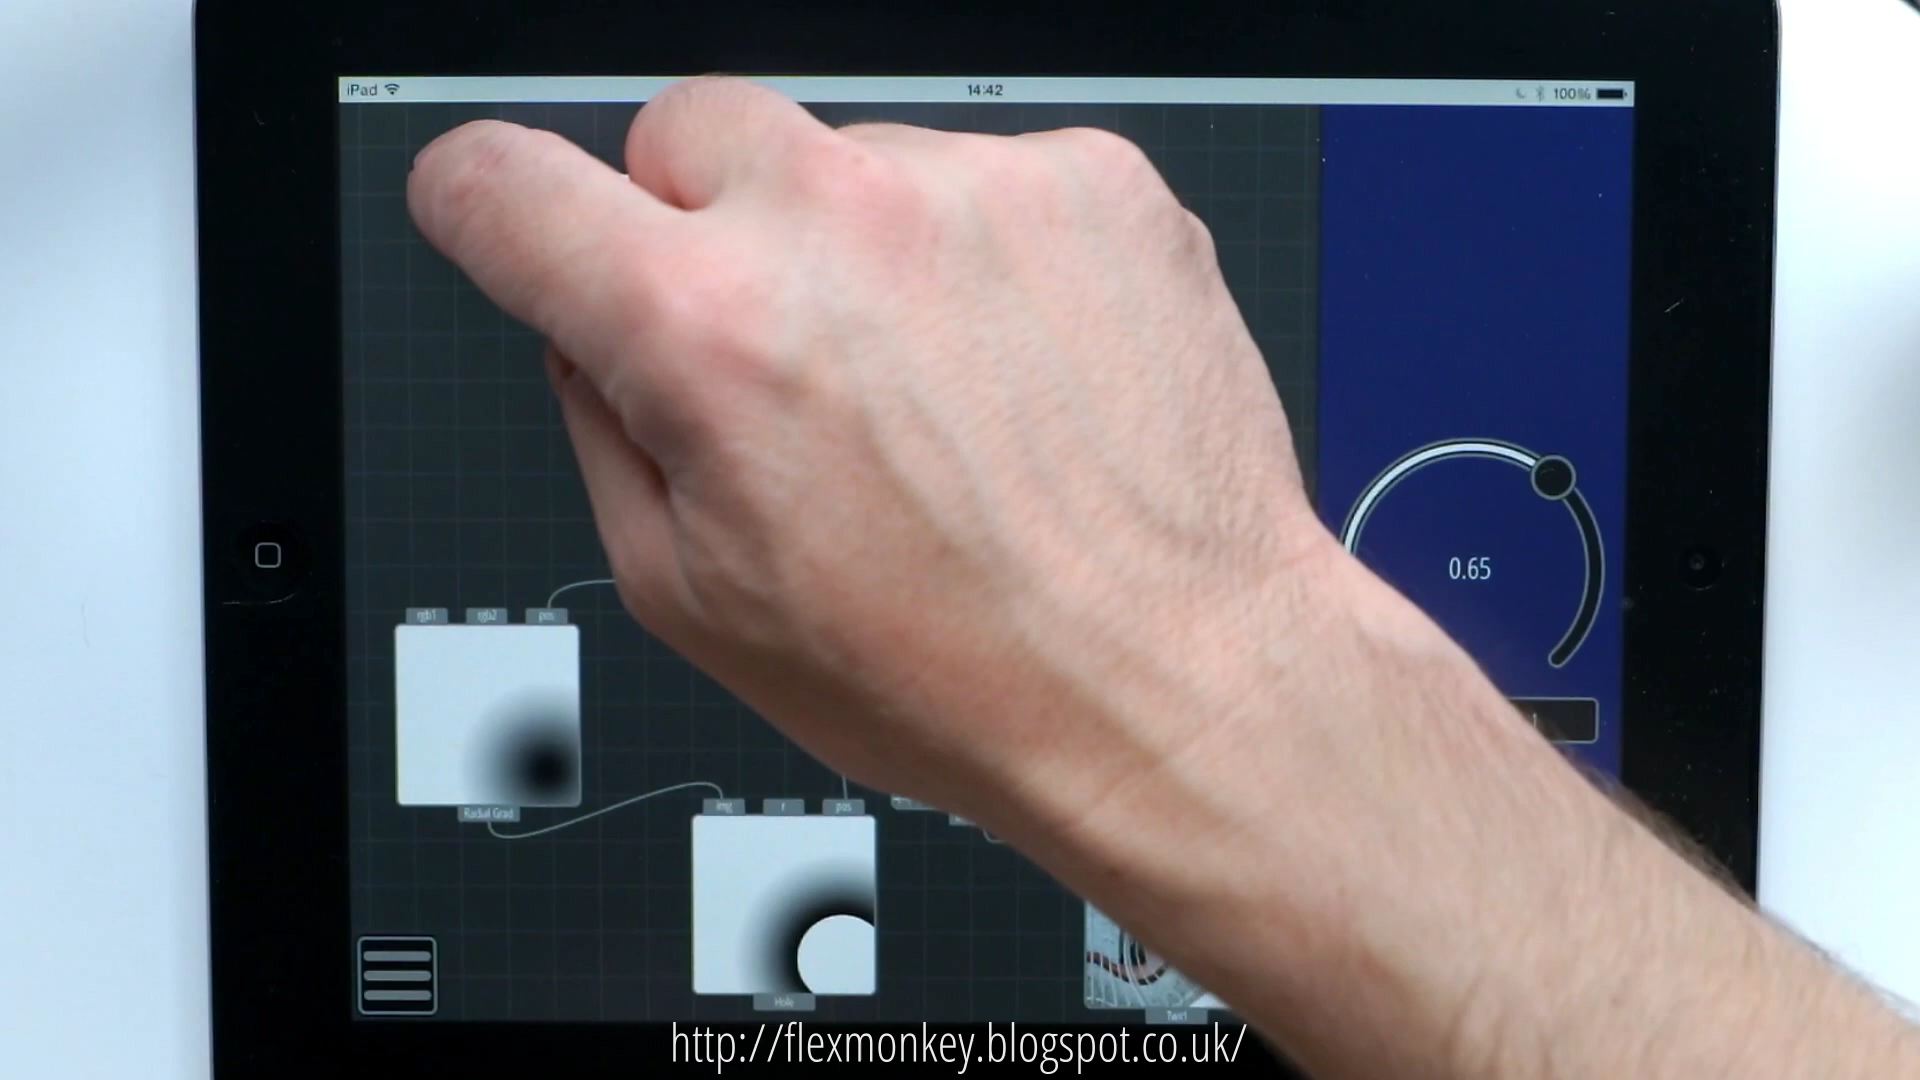 iPad
14:42
100%
0.65
rgb1 rgb2 pos
Radial Grad
img r pos
Hole
Twirl
http://flexmonkey.blogspot.co.uk/